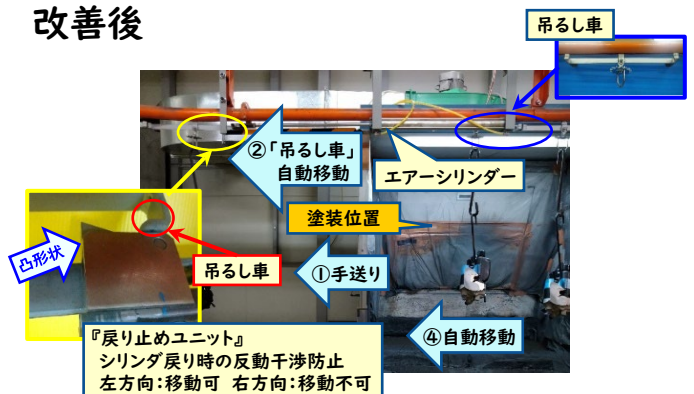 改善後
吊るし車
②「吊るし車」
自動移動
エアーシリンダー
塗装位置
凸形状
吊るし車
①手送り
④自動移動
『戻り止めユニット』
シリンダ戻り時の反動干渉防止
左方向：移動可 右方向：移動不可